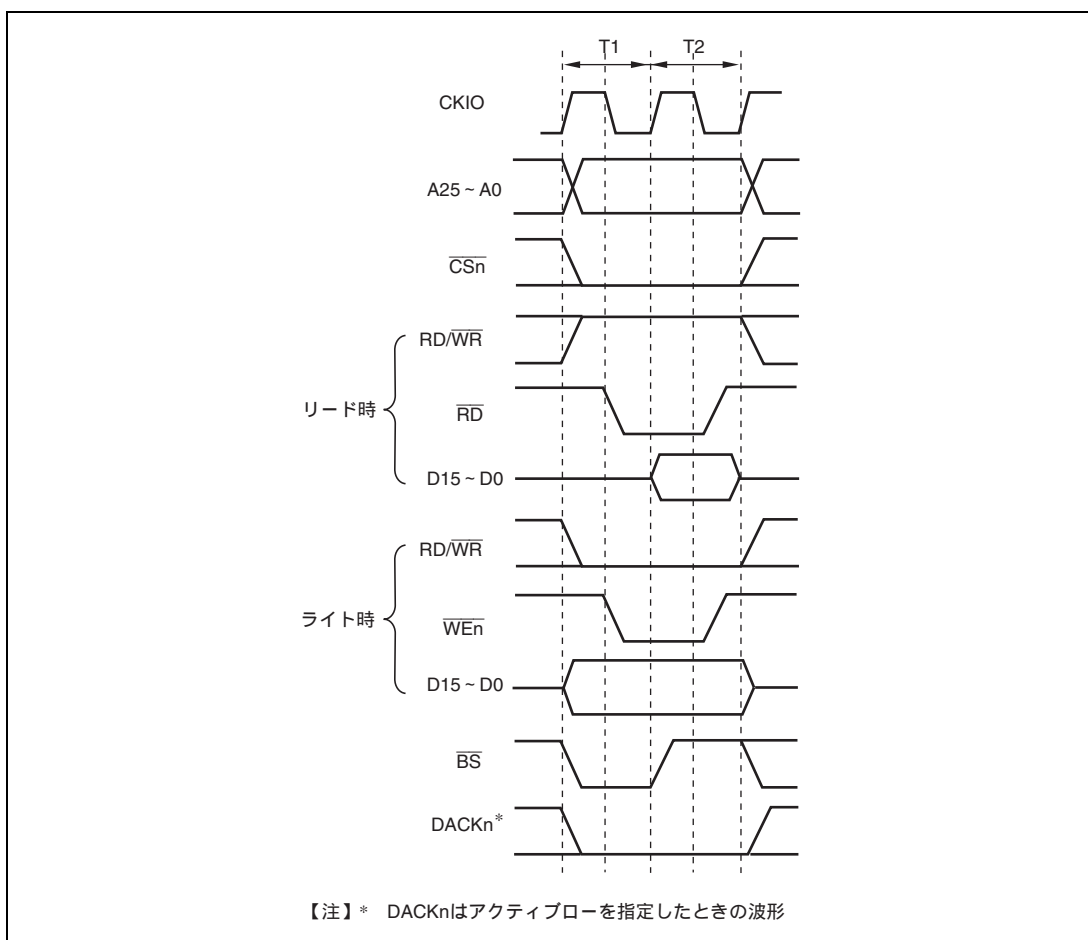 T1 T2
CKIO
A25 ~ A0
CSn
RD/WR
リード時
RD
D15 ~ D0
RD/WR
ライト時
WEn
D15 ~ D0
BS
DACKn*
【注】* DACKnはアクティブローを指定したときの波形